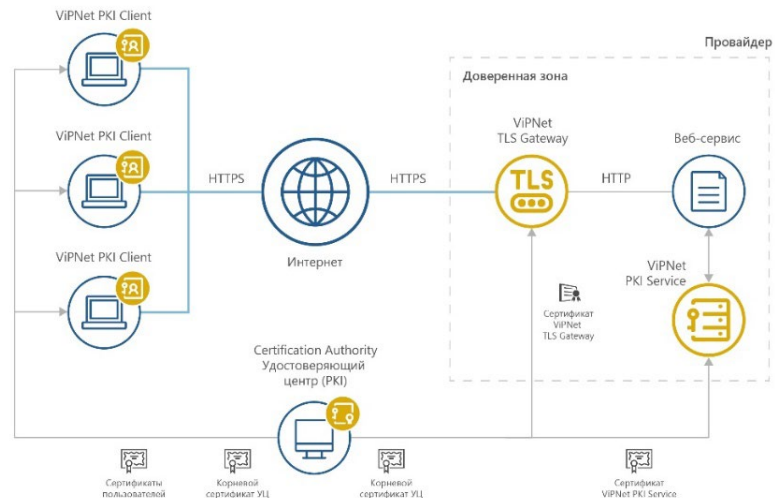 ViPNet PKI Client
Провайдер
Доверенная зона
ViPNet
TLS Gateway
Веб-сервис
ViPNet PKI Client
TLS
HTTPS
HTTPS
HTTP
Интернет
ViPNet PKI Client
ViPNet
PKI Service
Сертификат
ViPNet
TLS Gateway
Certification Authority
Удостоверяющий
центр (PKI)
Сертификаты
пользователей
Корневой
сертификат УЦ
Корневой
сертификат УЦ
Сертификат
ViPNet PKI Service